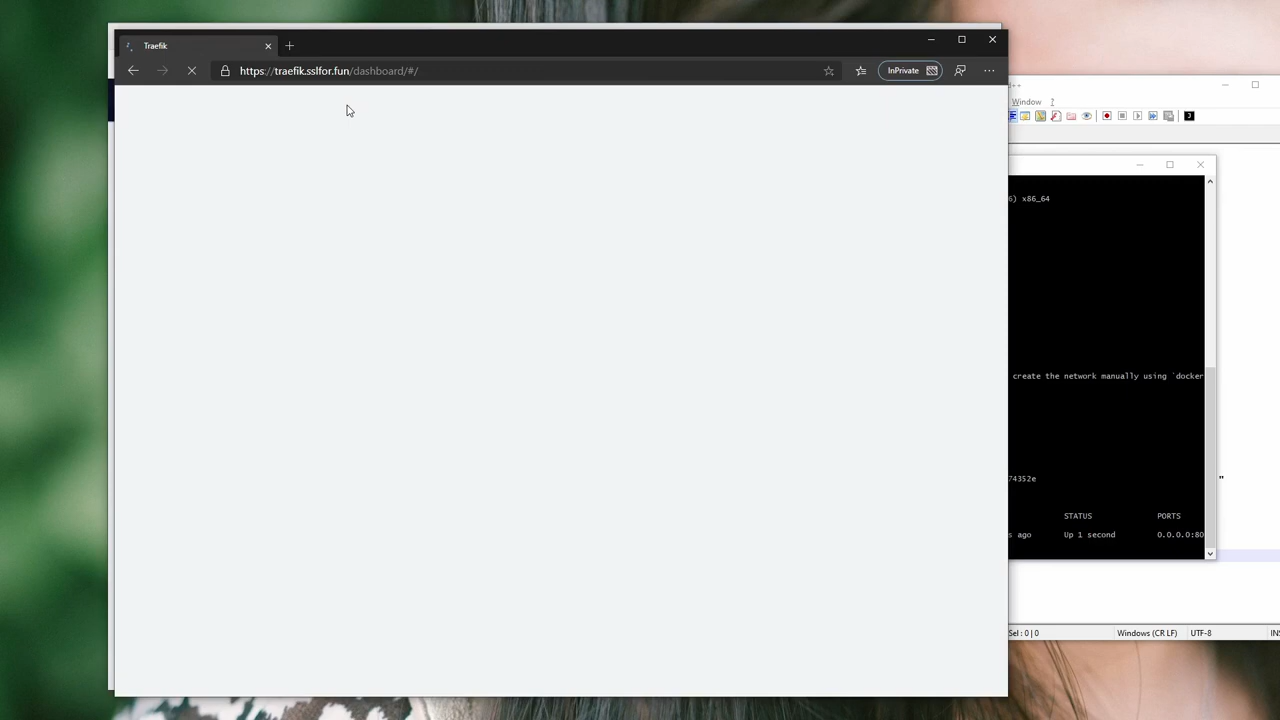 Traefik
https://traefik.sslfor.fun/dashboard/#/
InPrivate
d++
Window ?
6) x86_64
create the network manually using `docker
74352e
"
STATUS PORTS
s ago Up 1 second 0.0.0.0:80
Sel : 0 | 0 Windows (CR LF) UTF-8 INS